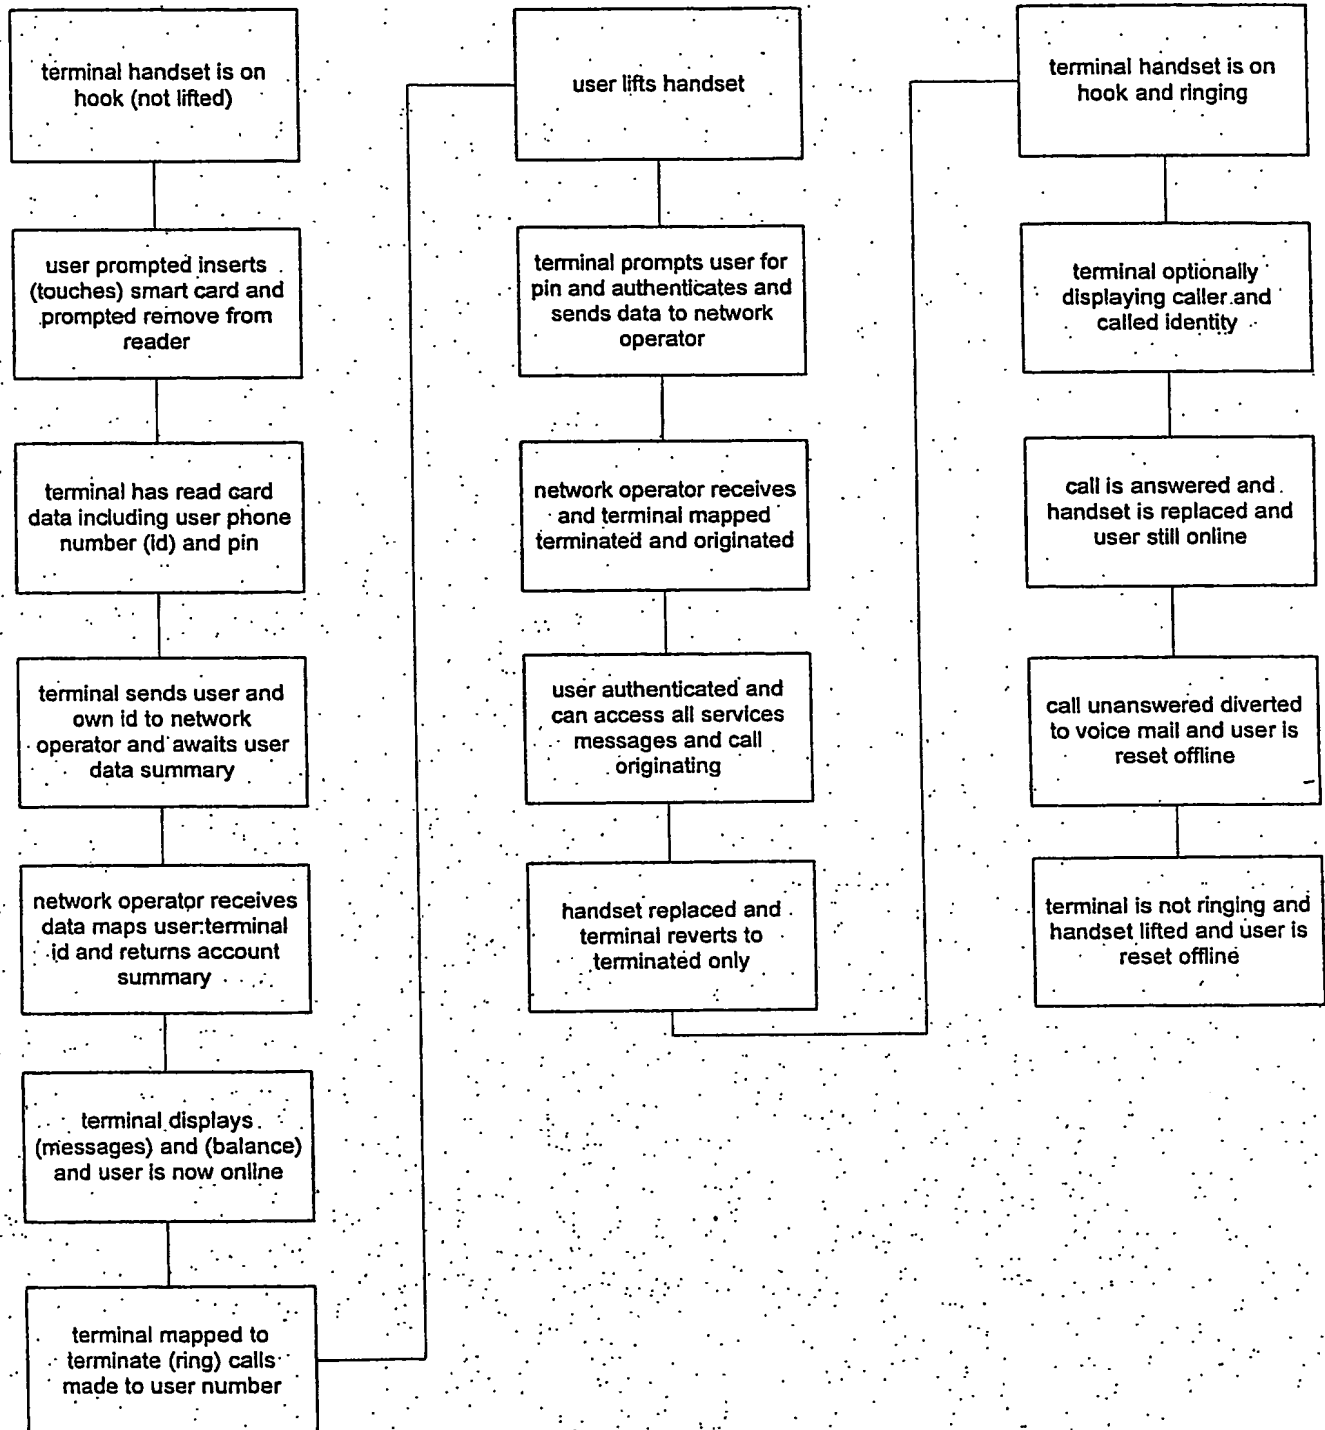 terminal handset is on
hook (not lifted)
user prompted inserts
(touches) smart card and
prompted remove from
reader
terminal has read card
data including user phone
number (id) and pin
terminal sends user and
own id to network
operator and awaits user
data summary
network operator receives
data maps user:terminal
id and returns account
summary
terminal displays
(messages) and (balance)
and user is now online
terminal mapped to
terminate (ring) calls
made to user number
user lifts handset
terminal prompts user for
pin and authenticates and
sends data to network
operator
network operator receives
and terminal mapped
terminated and originated
user authenticated and
can access all services
messages and call
originating
handset replaced and
terminal reverts to
terminated only
terminal handset is on
hook and ringing
terminal optionally
displaying caller and
called identity
call is answered and
handset is replaced and
user still online
call unanswered diverted
to voice mail and user is
reset offline
terminal is not ringing and
handset lifted and user is
reset offline